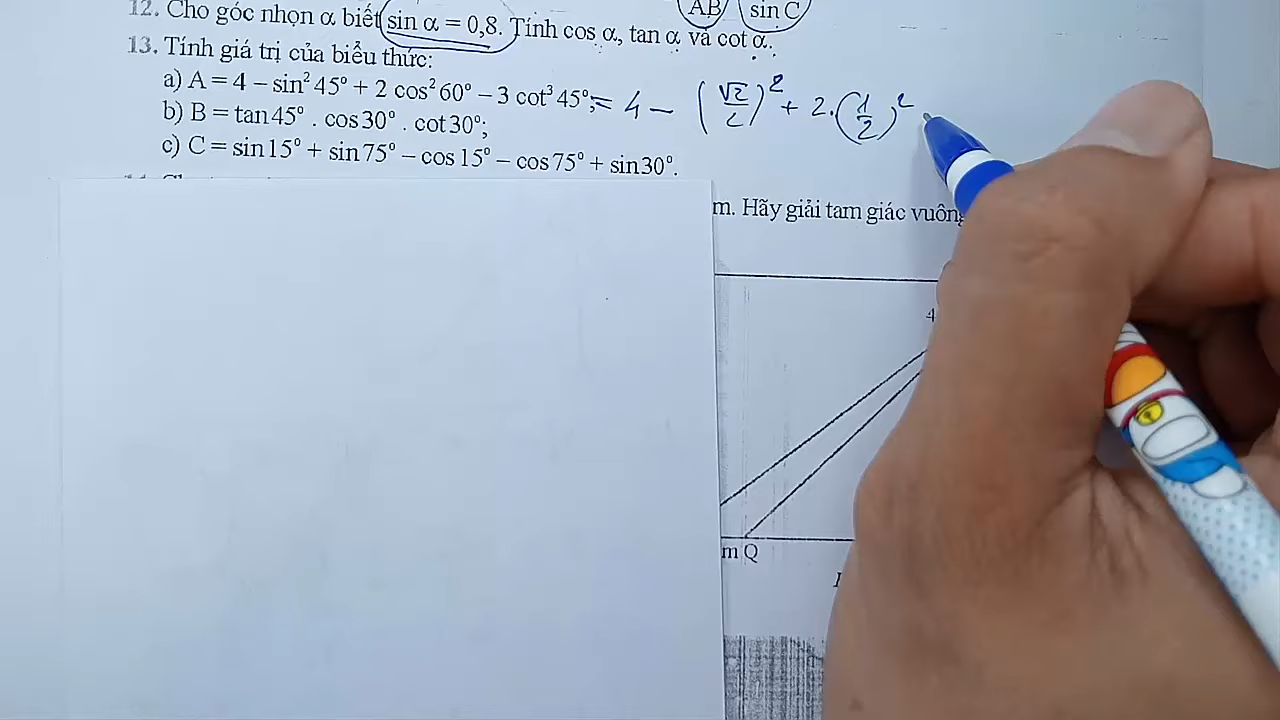 12. Cho góc nhọn α biết sin α = 0,8. Tính cos α, tan α và cot α.
AB sin C
13. Tính giá trị của biểu thức:
a) A = 4 – sin² 45° + 2 cos² 60° – 3 cot³ 45°; = 4 – (√2/2)² + 2.(1/2)²
b) B = tan 45° . cos 30° . cot 30°;
c) C = sin 15° + sin 75° – cos 15° – cos 75° + sin 30°.
m. Hãy giải tam giác vuông
4
m Q